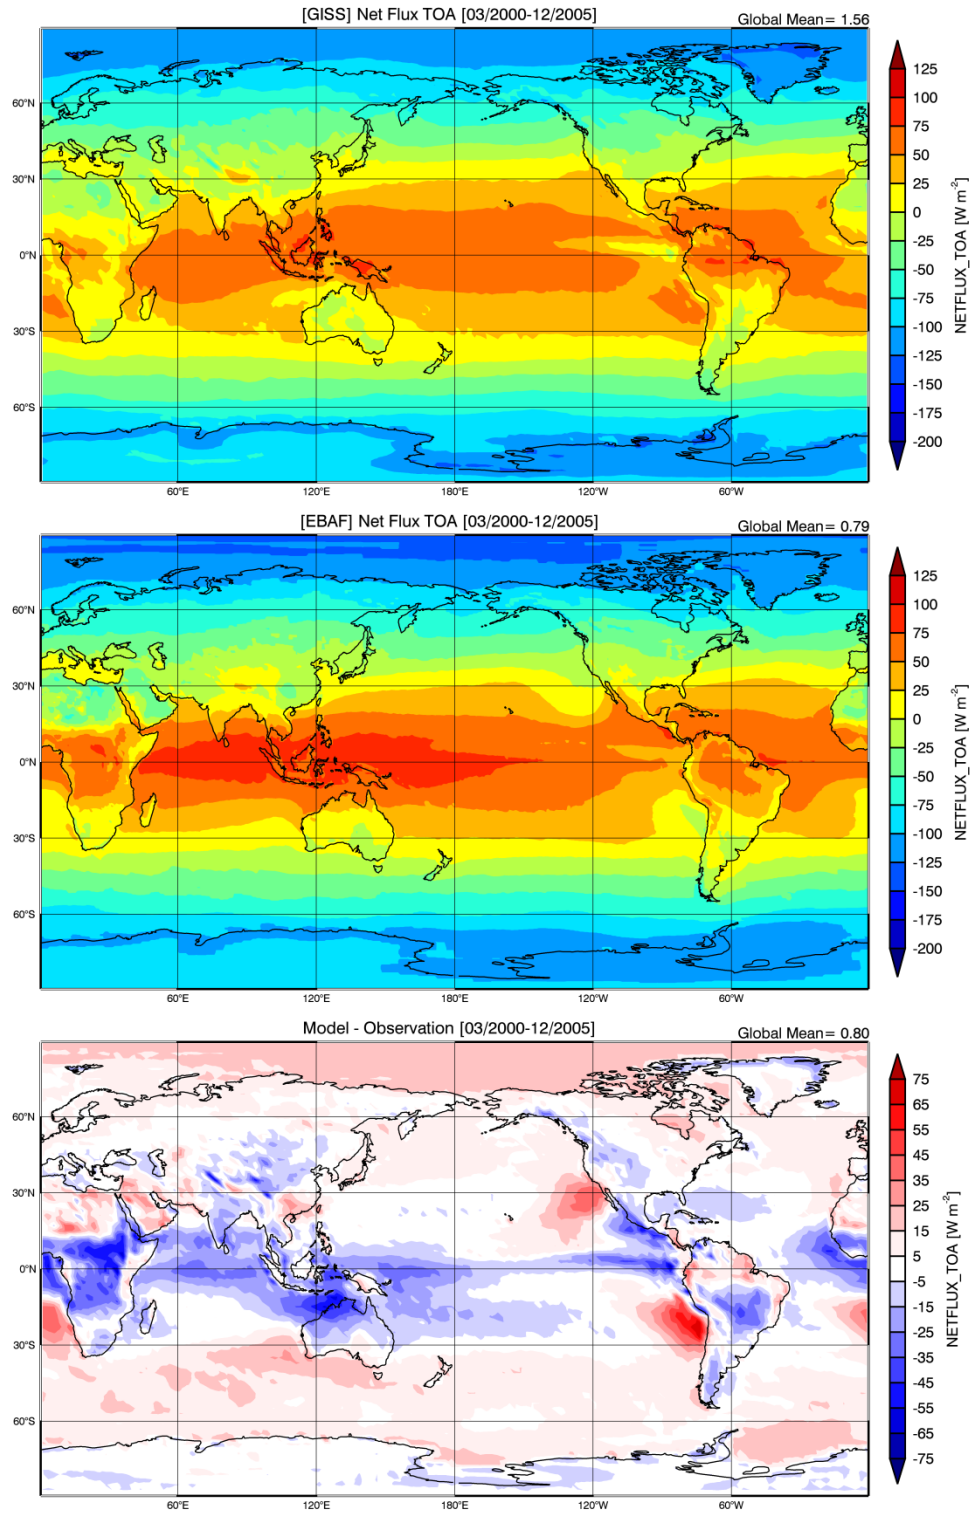 [GISS] Net Flux TOA [03/2000-12/2005]
Global Mean= 1.56
60°N
30°N
0°N
30°S
60°S
60°E
120°E
180°E
120°W
60°W
125
100
75
50
25
0
-25
-50
-75
-100
-125
-150
-175
-200
NETFLUX_TOA [W m-2]
[EBAF] Net Flux TOA [03/2000-12/2005]
Global Mean= 0.79
60°N
30°N
0°N
30°S
60°S
60°E
120°E
180°E
120°W
60°W
125
100
75
50
25
0
-25
-50
-75
-100
-125
-150
-175
-200
NETFLUX_TOA [W m-2]
Model - Observation [03/2000-12/2005]
Global Mean= 0.80
60°N
30°N
0°N
30°S
60°S
60°E
120°E
180°E
120°W
60°W
75
65
55
45
35
25
15
5
-5
-15
-25
-35
-45
-55
-65
-75
NETFLUX_TOA [W m-2]